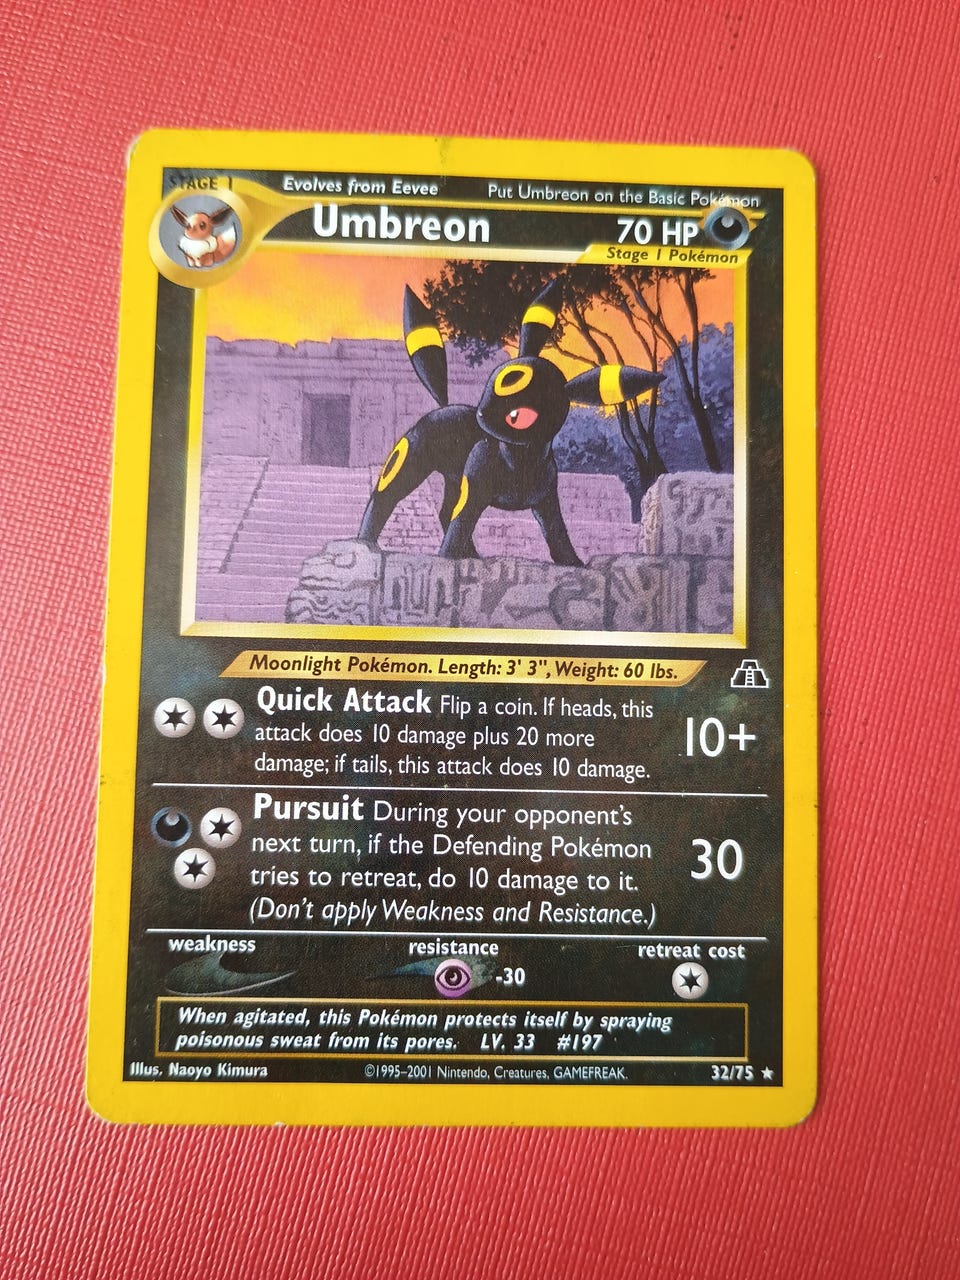 STAGE 1
Evolves from Eevee
Put Umbreon on the Basic Pokémon
Umbreon
70 HP
Stage 1 Pokémon
Moonlight Pokémon. Length: 3' 3", Weight: 60 lbs.
Quick Attack Flip a coin. If heads, this
attack does 10 damage plus 20 more
damage; if tails, this attack does 10 damage.
10+
Pursuit During your opponent's
next turn, if the Defending Pokémon
tries to retreat, do 10 damage to it.
(Don't apply Weakness and Resistance.)
30
weakness
resistance
-30
retreat cost
When agitated, this Pokémon protects itself by spraying
poisonous sweat from its pores. LV. 33 #197
Illus. Naoyo Kimura
©1995–2001 Nintendo, Creatures, GAMEFREAK.
32/75 ★